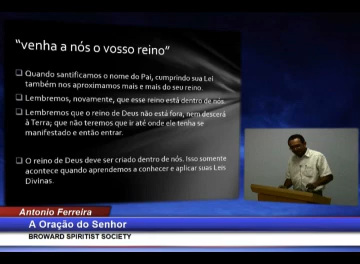 “venha a nós o vosso reino”
Quando santificamos o nome do Pai, cumprindo sua Lei
também nos aproximamos mais e mais do seu reino.
Lembremos, novamente, que esse reino está dentro de nós.
Lembremos que o reino de Deus não está fora, nem descerá
à Terra; que não teremos que ir até onde ele tenha se
manifestado e então entrar.
O reino de Deus deve ser criado dentro de nós. Isso somente
acontece quando aprendemos a conhecer e aplicar suas Leis
Divinas.
Antonio Ferreira
A Oração do Senhor
BROWARD SPIRITIST SOCIETY